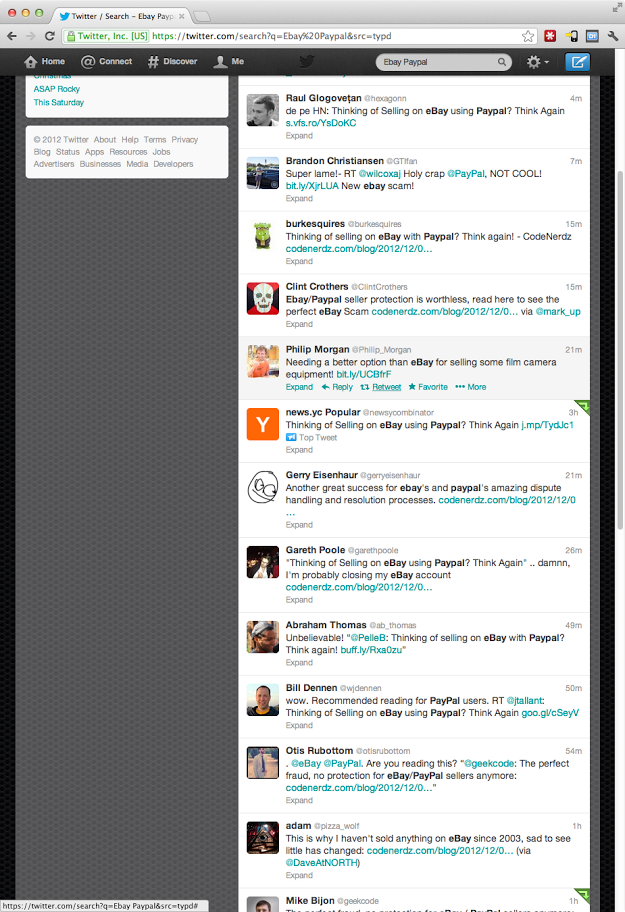 Twitter / Search - Ebay Payp
Twitter, Inc. [US] https://twitter.com/search?q=Ebay%20Paypal&src=typd
Home
Connect
Discover
Me
Ebay Paypal
Christmas
ASAP Rocky
This Saturday
© 2012 Twitter About Help Terms Privacy
Blog Status Apps Resources Jobs
Advertisers Businesses Media Developers
Raul Glogovețan @hexagonn 4m
de pe HN: Thinking of Selling on eBay using Paypal? Think Again
s.vfs.ro/YsDoKC
Expand
Brandon Christiansen @GTIfan 7m
Super lame!- RT @wilcoxaj Holy crap @PayPal, NOT COOL!
bit.ly/XjrLUA New ebay scam!
Expand
burkesquires @burkesquires 15m
Thinking of selling on eBay with Paypal? Think again! - CodeNerdz
codenerdz.com/blog/2012/12/0…
Expand
Clint Crothers @ClintCrothers 15m
Ebay/Paypal seller protection is worthless, read here to see the
perfect eBay Scam codenerdz.com/blog/2012/12/0… via @mark_up
Expand
Philip Morgan @Philip_Morgan 21m
Needing a better option than eBay for selling some film camera
equipment! bit.ly/UCBfrF
Expand Reply Retweet Favorite More
Y
news.yc Popular @newsycombinator 3h
Thinking of Selling on eBay using Paypal? Think Again j.mp/TydJc1
Top Tweet
Expand
Gerry Eisenhaur @gerryeisenhaur 21m
Another great success for ebay's and paypal's amazing dispute
handling and resolution processes. codenerdz.com/blog/2012/12/0
…
Expand
Gareth Poole @garethpoole 26m
"Thinking of Selling on eBay using Paypal? Think Again" .. damnn,
I'm probably closing my eBay account
codenerdz.com/blog/2012/12/0…
Expand
Abraham Thomas @ab_thomas 49m
Unbelievable! "@PelleB: Thinking of selling on eBay with Paypal?
Think again! buff.ly/Rxa0zu"
Expand
Bill Dennen @wjdennen 50m
wow. Recommended reading for PayPal users. RT @jtallant:
Thinking of Selling on eBay using Paypal? Think Again goo.gl/cSeyV
Expand
Otis Rubottom @otisrubottom 54m
. @eBay @PayPal. Are you reading this? "@geekcode: The perfect
fraud, no protection for eBay/PayPal sellers anymore:
codenerdz.com/blog/2012/12/0…"
Expand
adam @pizza_wolf 1h
This is why I haven't sold anything on eBay since 2003, sad to see
little has changed: codenerdz.com/blog/2012/12/0… (via
@DaveAtNORTH)
Expand
Mike Bijon @geekcode 1h
The perfect fraud, no protection for eBay / PayPal sellers anymore:
https://twitter.com/search?q=Ebay Paypal&src=typd#